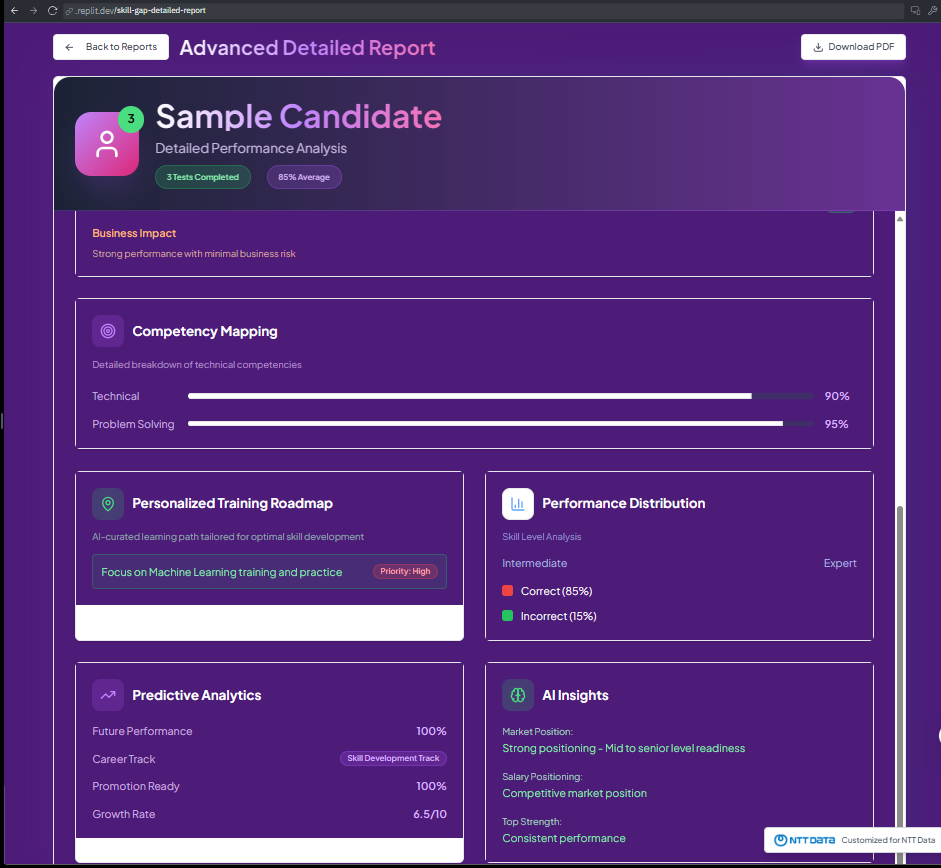 .replit.dev/skill-gap-detailed-report
Back to Reports
Advanced Detailed Report
Download PDF
3
Sample Candidate
Detailed Performance Analysis
3 Tests Completed
85% Average
Business Impact
Strong performance with minimal business risk
Competency Mapping
Detailed breakdown of technical competencies
Technical 90%
Problem Solving 95%
Personalized Training Roadmap
AI-curated learning path tailored for optimal skill development
Focus on Machine Learning training and practice
Priority: High
Performance Distribution
Skill Level Analysis
Intermediate Expert
Correct (85%)
Incorrect (15%)
Predictive Analytics
Future Performance 100%
Career Track Skill Development Track
Promotion Ready 100%
Growth Rate 6.5/10
AI Insights
Market Position:
Strong positioning - Mid to senior level readiness
Salary Positioning:
Competitive market position
Top Strength:
Consistent performance
NTT DATA Customized for NTT Data